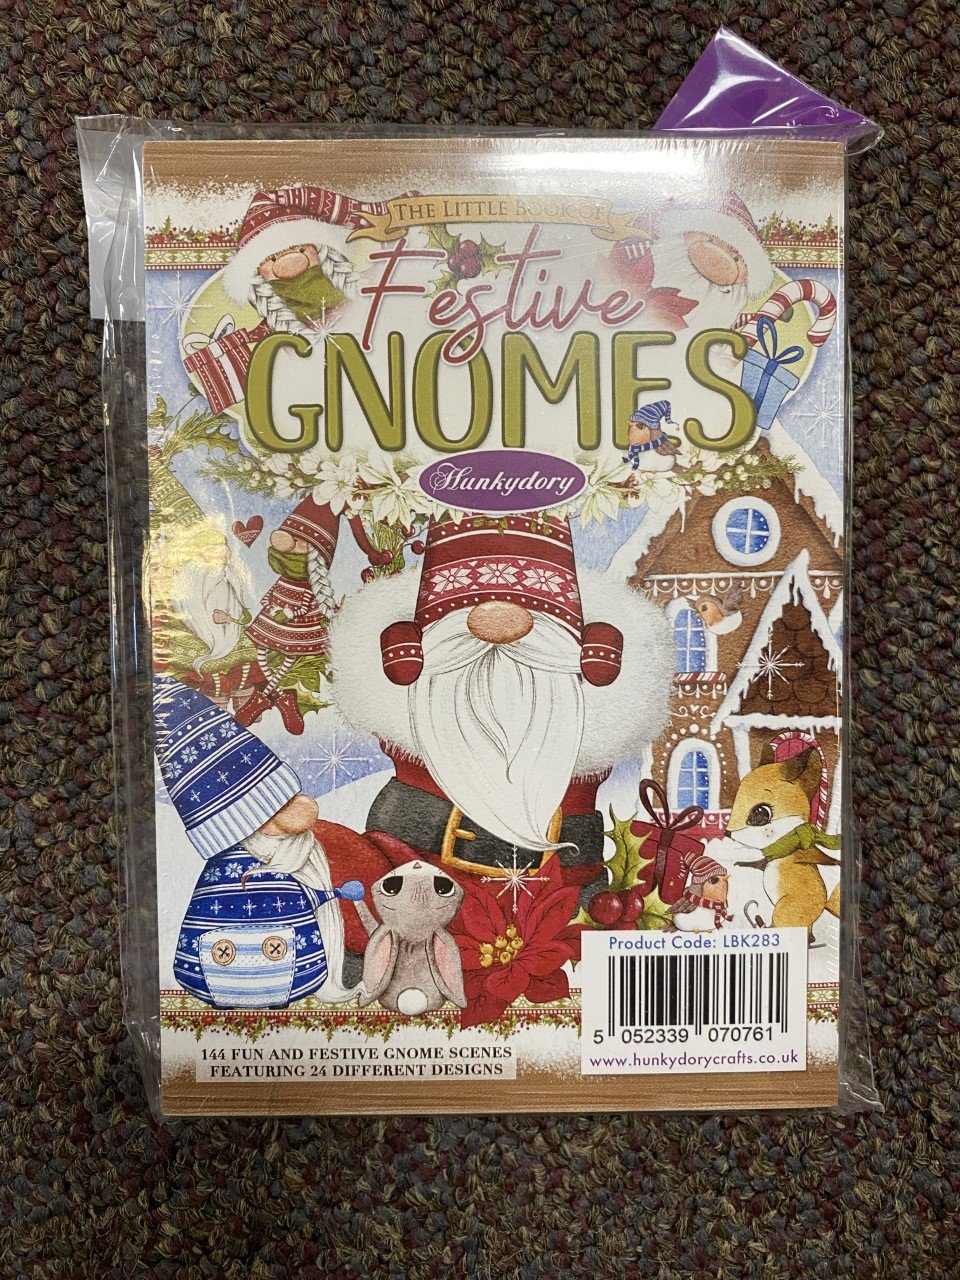 THE LITTLE BOOK OF
Festive
GNOMES
Hunkydory
Product Code: LBK283
5 052339 070761
www.hunkydorycrafts.co.uk
144 FUN AND FESTIVE GNOME SCENES
FEATURING 24 DIFFERENT DESIGNS